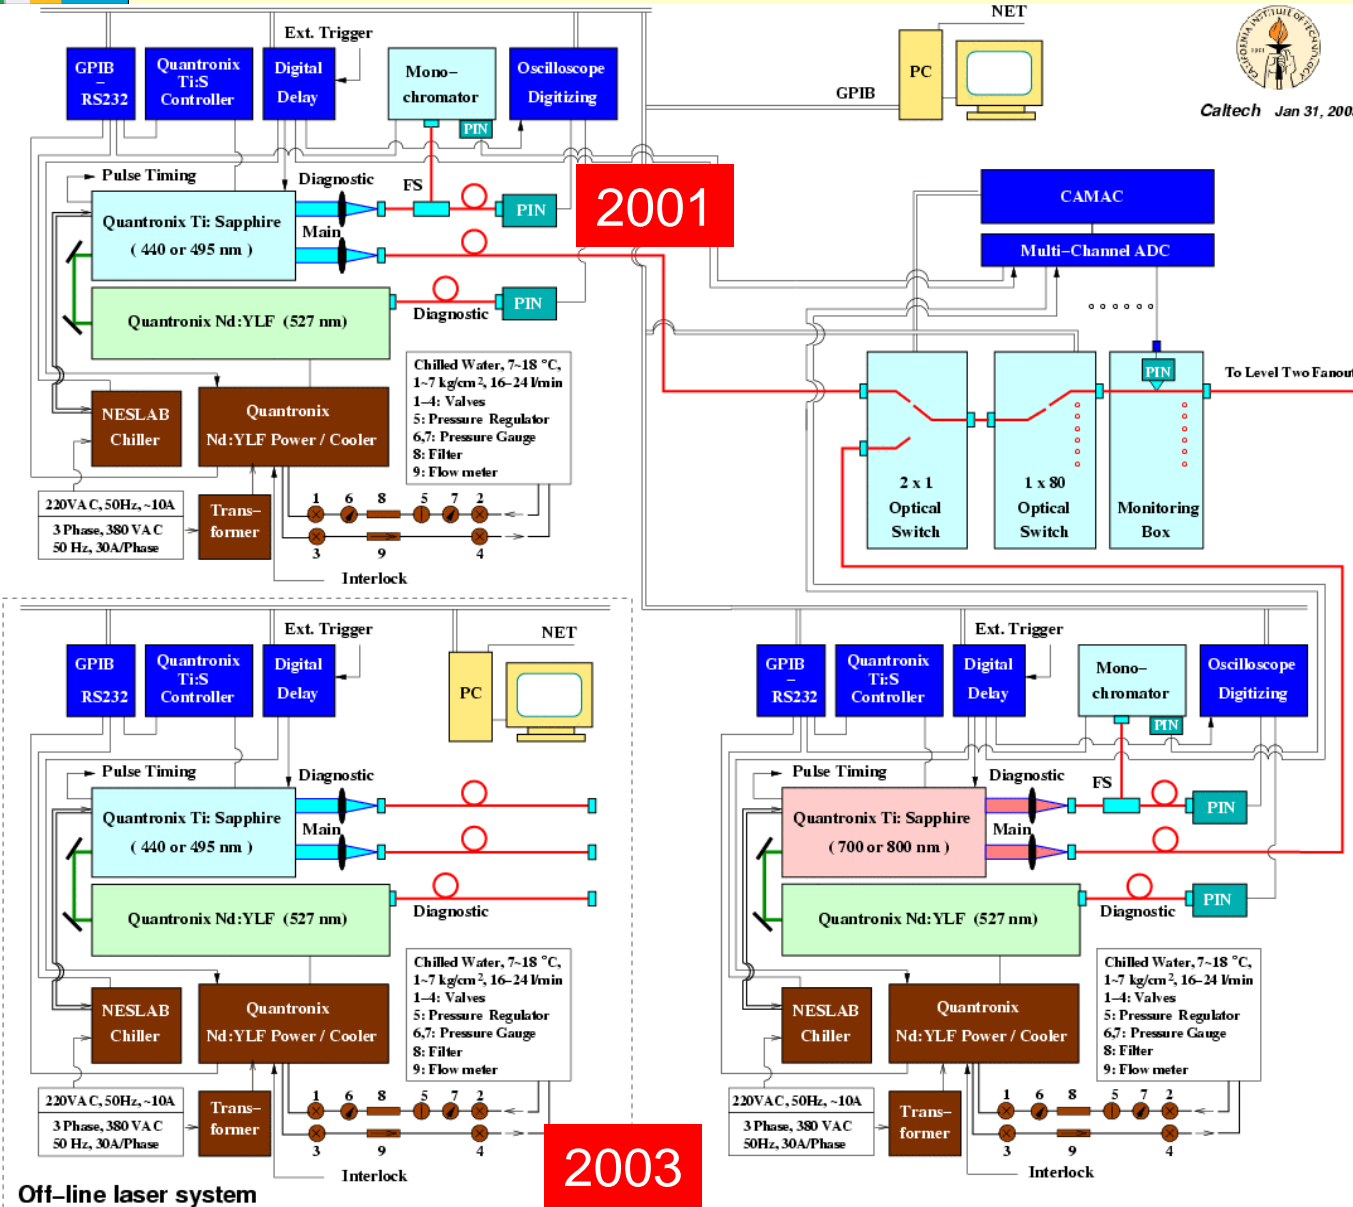 Ext. Trigger
NET
GPIB
–
RS232
Quantronix
Ti:S
Controller
Digital
Delay
Mono–
chromator
PIN
Oscilloscope
Digitizing
PC
GPIB
CALIFORNIA INSTITUTE OF TECHNOLOGY
1891
Caltech Jan 31, 2003
Pulse Timing
Diagnostic
FS
PIN
2001
Quantronix Ti: Sapphire
( 440 or 495 nm )
Main
CAMAC
Multi–Channel ADC
Quantronix Nd:YLF (527 nm)
Diagnostic
PIN
Chilled Water, 7~18 °C,
1~7 kg/cm², 16–24 l/min
1–4: Valves
5: Pressure Regulator
6,7: Pressure Gauge
8: Filter
9: Flow meter
PIN
To Level Two Fanout
NESLAB
Chiller
Quantronix
Nd:YLF Power / Cooler
2 x 1
Optical
Switch
1 x 80
Optical
Switch
Monitoring
Box
220VAC, 50Hz, ~10A
3 Phase, 380 VAC
50 Hz, 30A/Phase
Trans–
former
1 6 8 5 7 2
3 9 4
Interlock
Ext. Trigger
NET
GPIB
–
RS232
Quantronix
Ti:S
Controller
Digital
Delay
PC
Pulse Timing
Diagnostic
Quantronix Ti: Sapphire
( 440 or 495 nm )
Main
Quantronix Nd:YLF (527 nm)
Diagnostic
Chilled Water, 7~18 °C,
1~7 kg/cm², 16–24 l/min
1–4: Valves
5: Pressure Regulator
6,7: Pressure Gauge
8: Filter
9: Flow meter
NESLAB
Chiller
Quantronix
Nd:YLF Power / Cooler
220VAC, 50Hz, ~10A
3 Phase, 380 VAC
50 Hz, 30A/Phase
Trans–
former
1 6 8 5 7 2
3 9 4
Interlock
2003
Off–line laser system
Ext. Trigger
GPIB
–
RS232
Quantronix
Ti:S
Controller
Digital
Delay
Mono–
chromator
PIN
Oscilloscope
Digitizing
Pulse Timing
Diagnostic
FS
PIN
Quantronix Ti: Sapphire
( 700 or 800 nm )
Main
Quantronix Nd:YLF (527 nm)
Diagnostic
PIN
Chilled Water, 7~18 °C,
1~7 kg/cm², 16–24 l/min
1–4: Valves
5: Pressure Regulator
6,7: Pressure Gauge
8: Filter
9: Flow meter
NESLAB
Chiller
Quantronix
Nd:YLF Power / Cooler
220VAC, 50Hz, ~10A
3 Phase, 380 VAC
50Hz, 30A/Phase
Trans–
former
1 6 8 5 7 2
3 9 4
Interlock